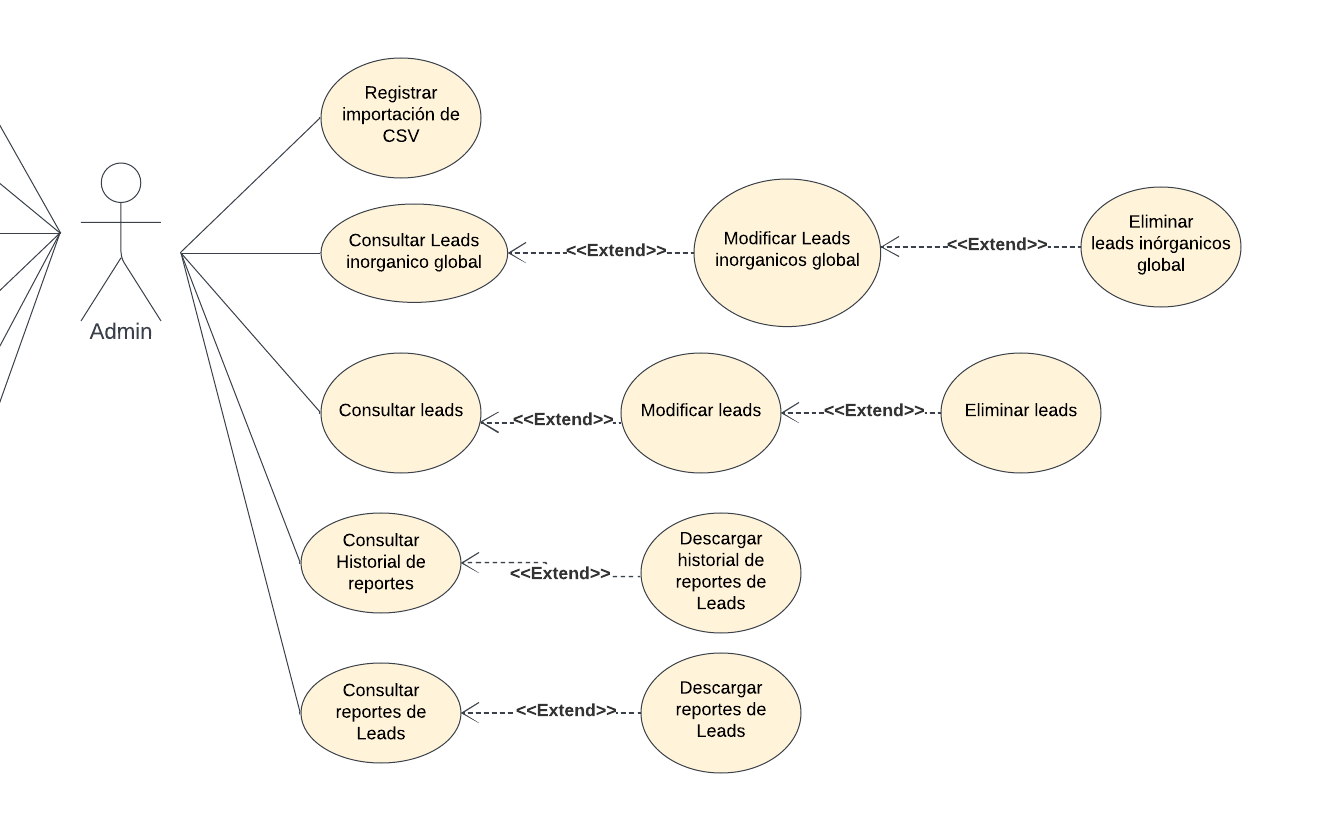 Registrar
importación de
CSV
Admin
Consultar Leads
inorganico global
<<Extend>>
Modificar Leads
inorganicos global
<<Extend>>
Eliminar
leads inórganicos
global
Consultar leads
<<Extend>>
Modificar leads
<<Extend>>
Eliminar leads
Consultar
Historial de
reportes
<<Extend>>
Descargar
historial de
reportes de
Leads
Consultar
reportes de
Leads
<<Extend>>
Descargar
reportes de
Leads